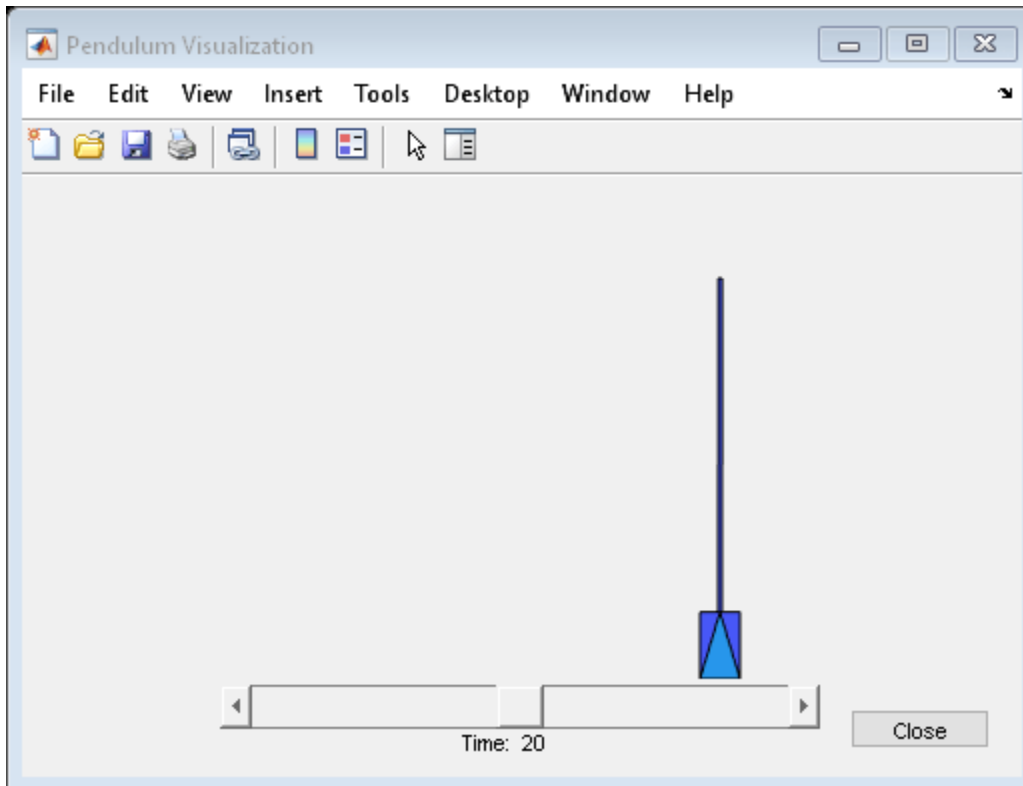 Pendulum Visualization
File Edit View Insert Tools Desktop Window Help
Time: 20
Close